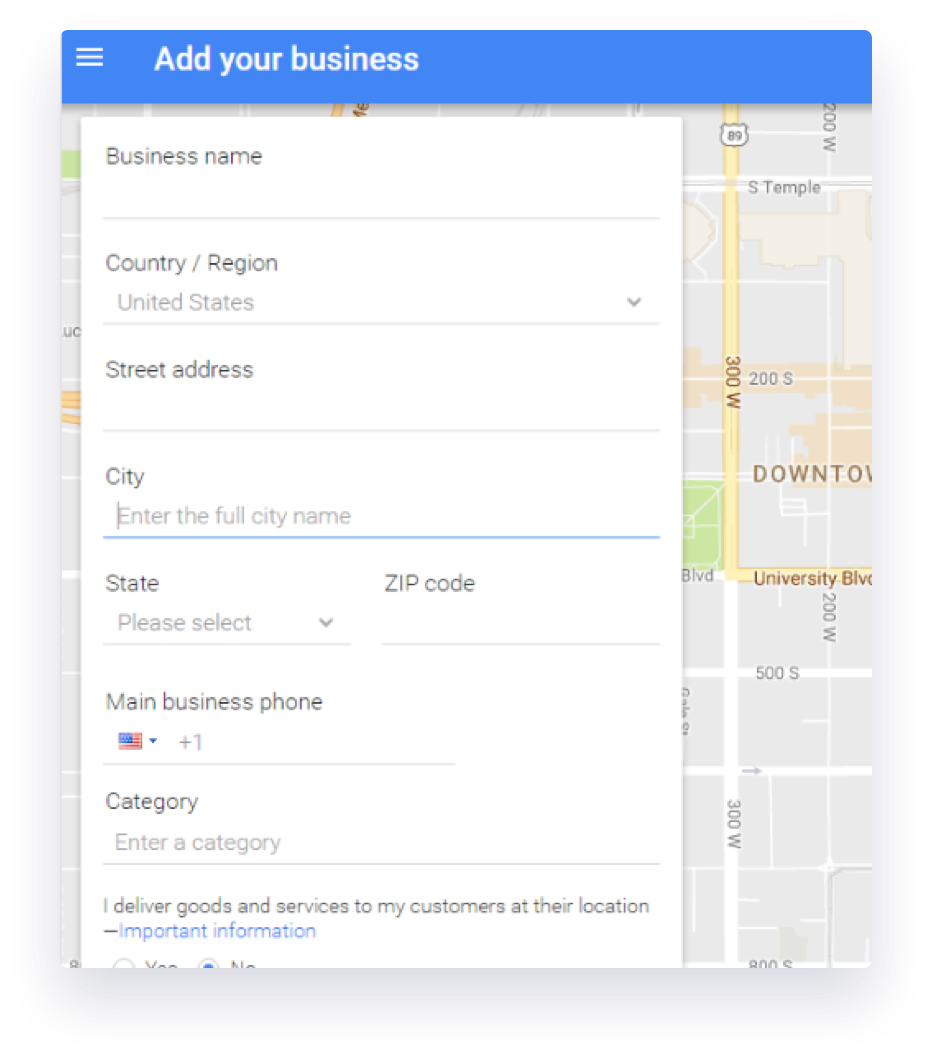 Add your business
Business name
Country / Region
United States
Street address
City
Enter the full city name
State
ZIP code
Please select
Main business phone
+1
Category
Enter a category
I deliver goods and services to my customers at their location
—Important information
Yes No
89
200 W
S Temple
300 W
200 S
DOWNTOW
Blvd
University Blvd
200 W
500 S
300 W
800 S